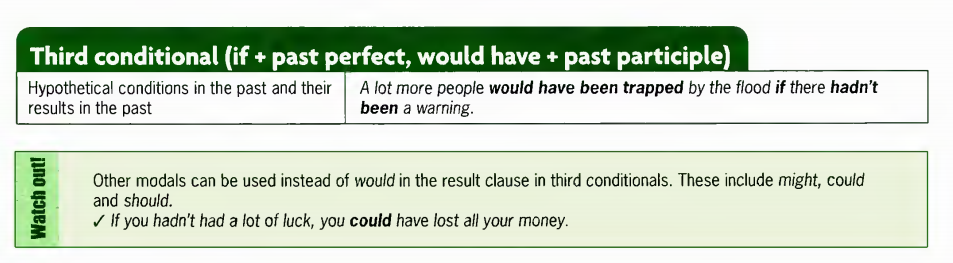 Third conditional (if + past perfect, would have + past participle)
Hypothetical conditions in the past and their
results in the past
A lot more people would have been trapped by the flood if there hadn't
been a warning.
Watch out!
Other modals can be used instead of would in the result clause in third conditionals. These include might, could
and should.
✓ If you hadn't had a lot of luck, you could have lost all your money.